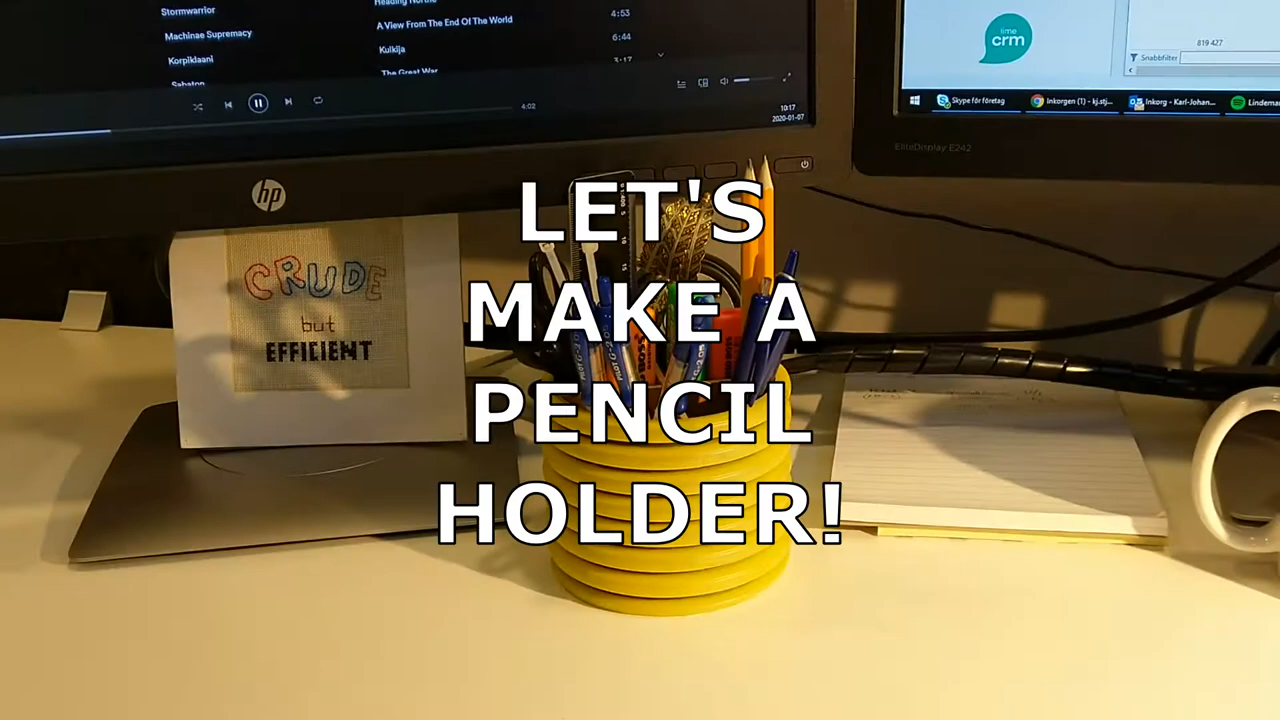 Stormwarrior
Heading Northe
Machinae Supremacy
A View From The End Of The World
4:53
Korpiklaani
Kulkija
6:44
Sabaton
The Great War
3:17
4:02
10:17
2020-01-07
lime
crm
819 427
Snabbfilter
Skype för företag
Inkorgen (1) - kj.stj...
Inkorg - Karl-Johan...
Lindema
EliteDisplay E242
hp
CRUDE
but
EFFICIENT
LET'S
MAKE A
PENCIL
HOLDER!